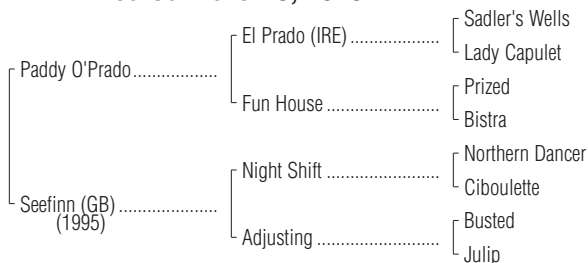 Sadler's Wells
El Prado (IRE) .....................
Lady Capulet
Paddy O'Prado ....................
Prized
Fun House ...........................
Bistra
Northern Dancer
Night Shift ...........................
Ciboulette
Seefinn (GB) .......................
(1995)
Busted
Adjusting .............................
Julip